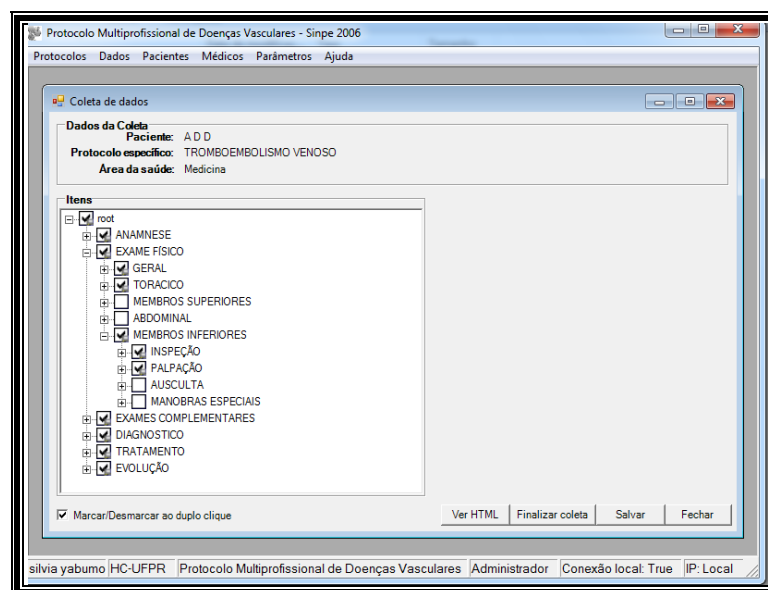 Protocolo Multiprofissional de Doenças Vasculares - Sinpe 2006
Protocolos Dados Pacientes Médicos Parâmetros Ajuda
Coleta de dados
Dados da Coleta
Paciente: A D D
Protocolo específico: TROMBOEMBOLISMO VENOSO
Área da saúde: Medicina
Itens
root
ANAMNESE
EXAME FÍSICO
GERAL
TORACICO
MEMBROS SUPERIORES
ABDOMINAL
MEMBROS INFERIORES
INSPEÇÃO
PALPAÇÃO
AUSCULTA
MANOBRAS ESPECIAIS
EXAMES COMPLEMENTARES
DIAGNOSTICO
TRATAMENTO
EVOLUÇÃO
Marcar/Desmarcar ao duplo clique
Ver HTML Finalizar coleta Salvar Fechar
silvia yabumo HC-UFPR Protocolo Multiprofissional de Doenças Vasculares Administrador Conexão local: True IP: Local